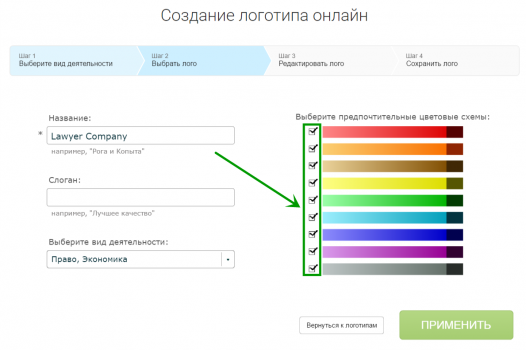 Создание логотипа онлайн
Шаг 1
Выберите вид деятельности
Шаг 2
Выбрать лого
Шаг 3
Редактировать лого
Шаг 4
Сохранить лого
Название:
* Lawyer Company
например, "Рога и Копыта"
Слоган:
например, "Лучшее качество"
Выберите вид деятельности:
Право, Экономика
Выберите предпочтительные цветовые схемы:
Вернуться к логотипам
ПРИМЕНИТЬ